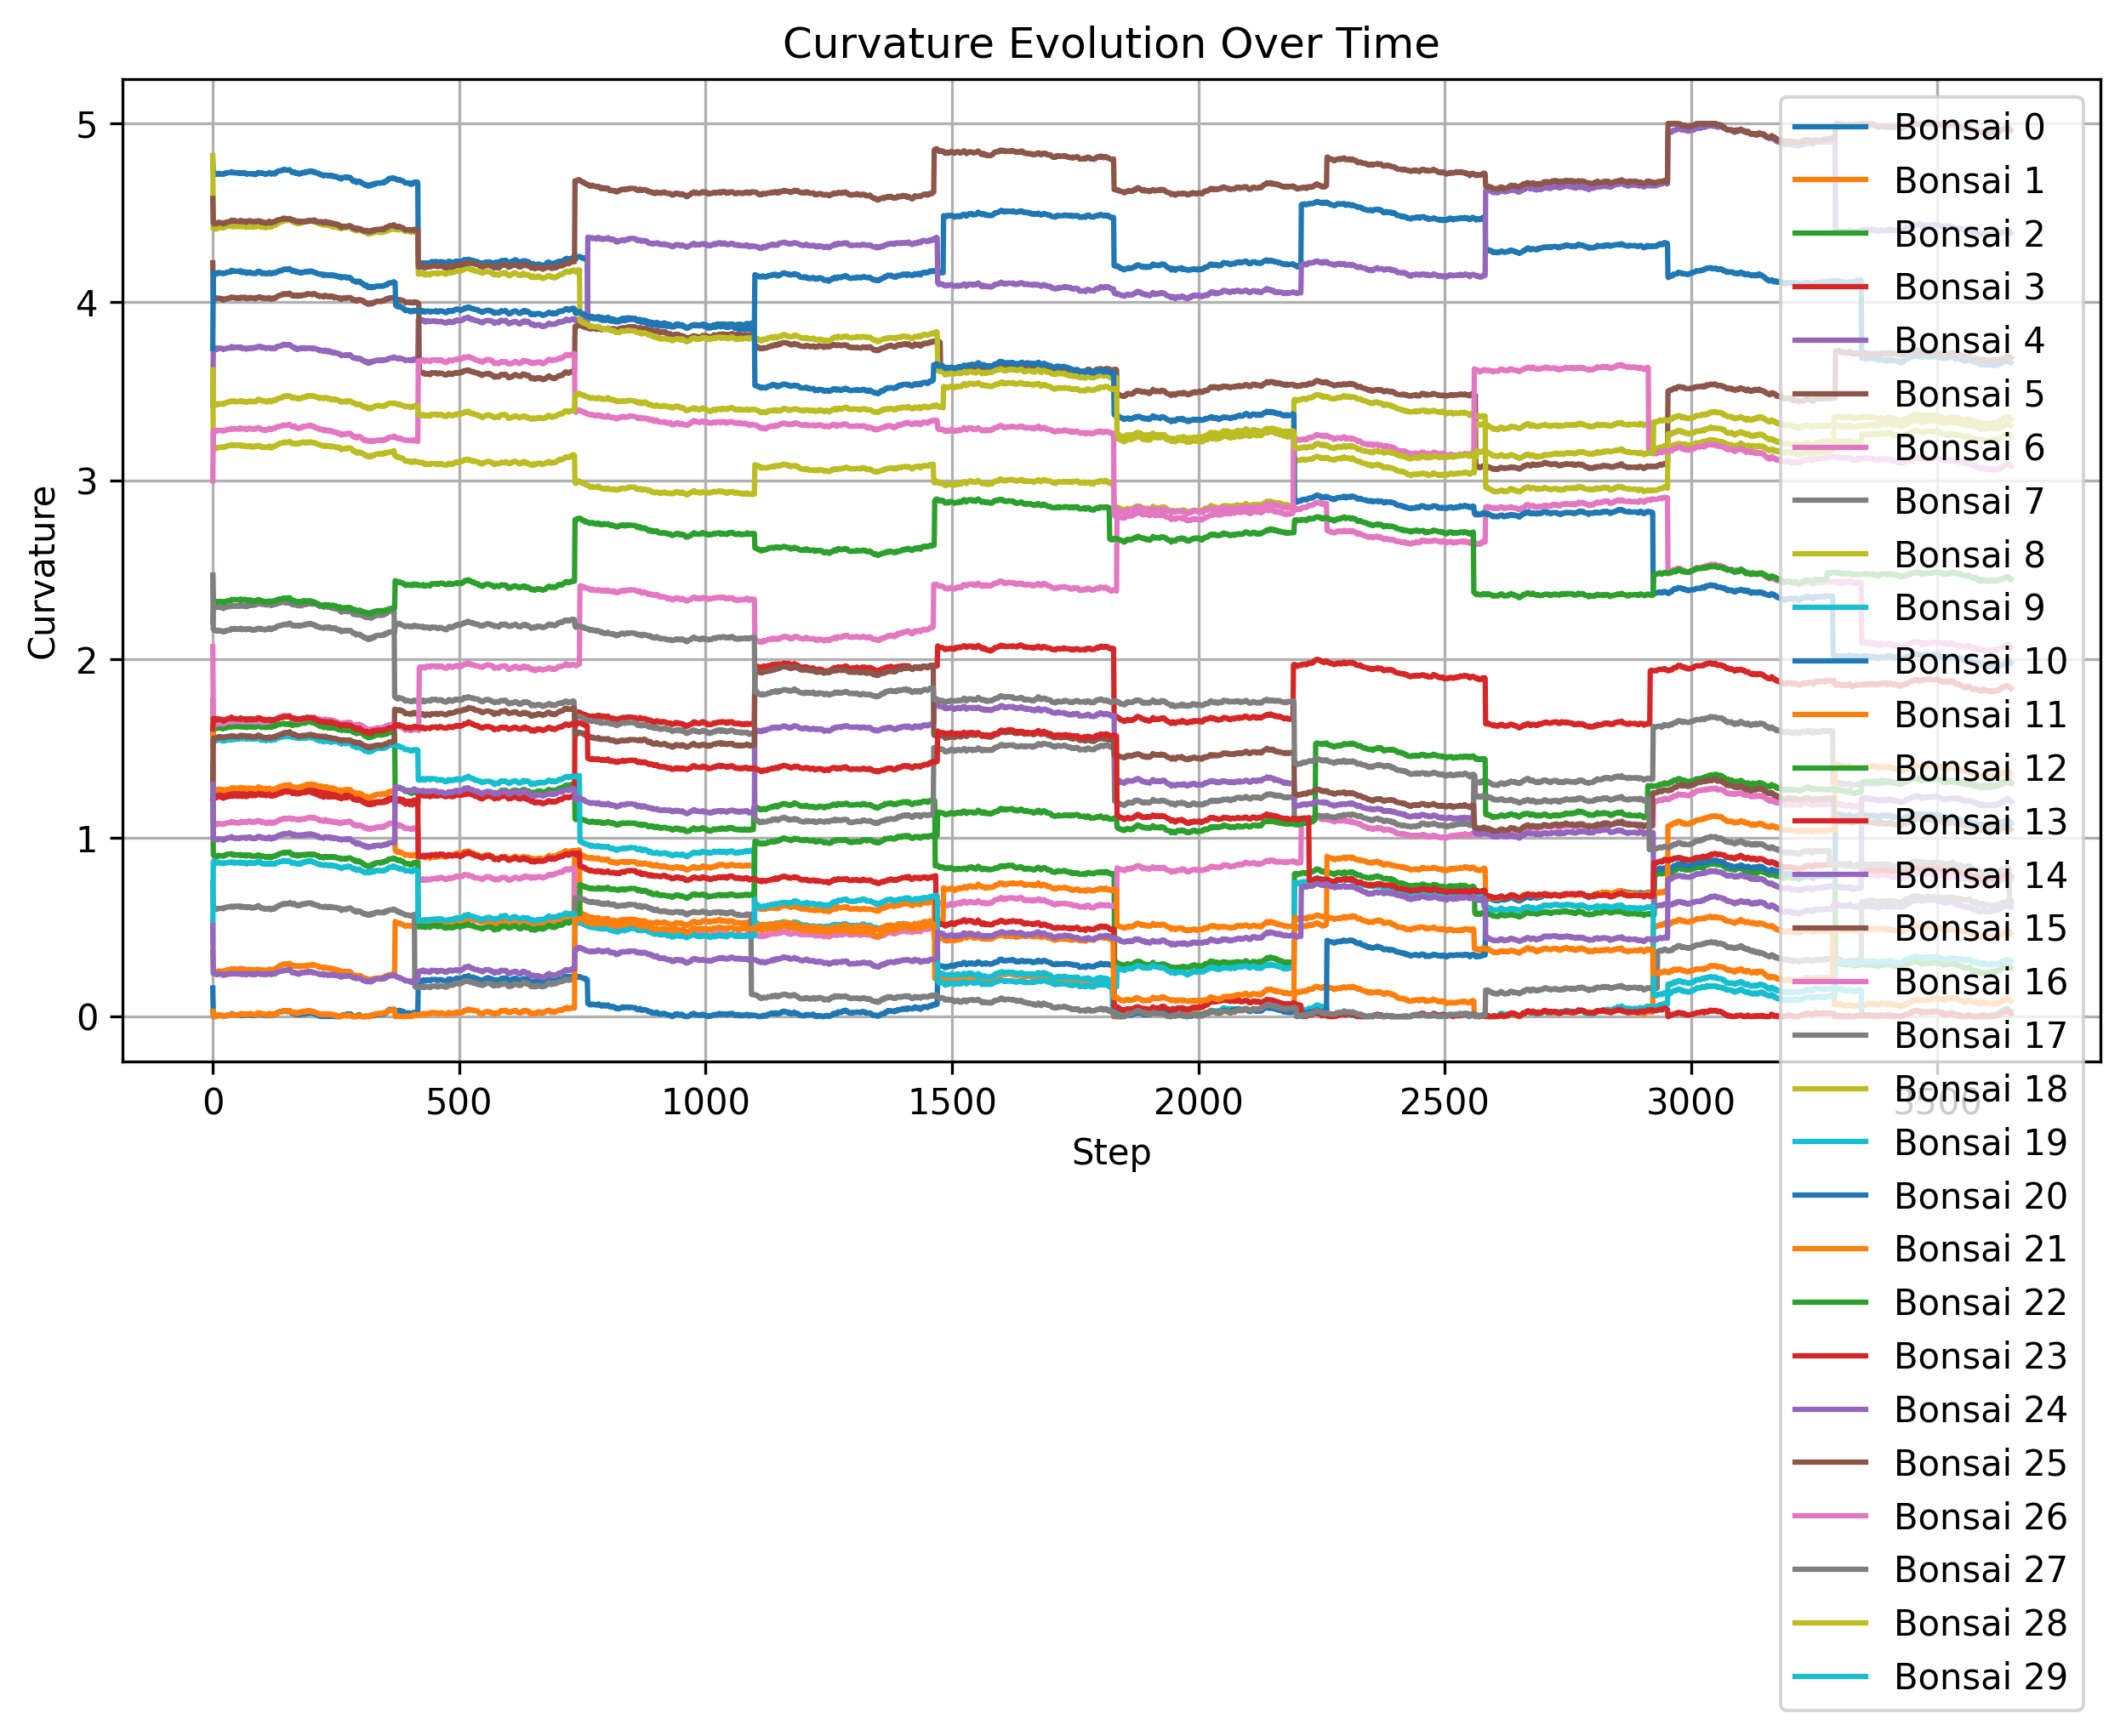 Curvature Evolution Over Time
Curvature
5
4
3
2
1
0
0 500 1000 1500 2000 2500 3000 3500
Step
Bonsai 0
Bonsai 1
Bonsai 2
Bonsai 3
Bonsai 4
Bonsai 5
Bonsai 6
Bonsai 7
Bonsai 8
Bonsai 9
Bonsai 10
Bonsai 11
Bonsai 12
Bonsai 13
Bonsai 14
Bonsai 15
Bonsai 16
Bonsai 17
Bonsai 18
Bonsai 19
Bonsai 20
Bonsai 21
Bonsai 22
Bonsai 23
Bonsai 24
Bonsai 25
Bonsai 26
Bonsai 27
Bonsai 28
Bonsai 29